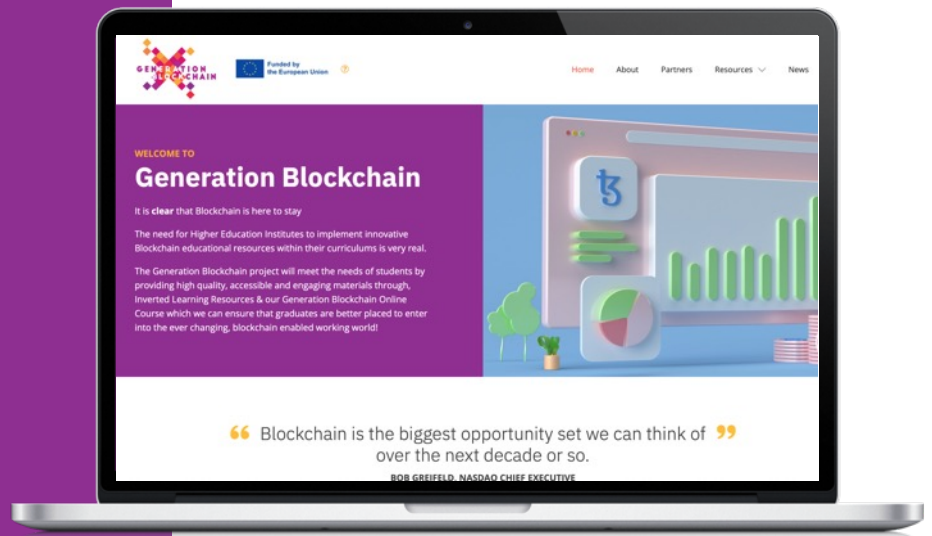 GENERATION
BLOCKCHAIN
Funded by
the European Union
Home About Partners Resources News
WELCOME TO
Generation Blockchain
It is clear that Blockchain is here to stay
The need for Higher Education Institutes to implement innovative
Blockchain educational resources within their curriculums is very real.
The Generation Blockchain project will meet the needs of students by
providing high quality, accessible and engaging materials through,
Inverted Learning Resources & our Generation Blockchain Online
Course which we can ensure that graduates are better placed to enter
into the ever changing, blockchain enabled working world!
“ Blockchain is the biggest opportunity set we can think of ”
over the next decade or so.
BOB GREIFELD, NASDAQ CHIEF EXECUTIVE